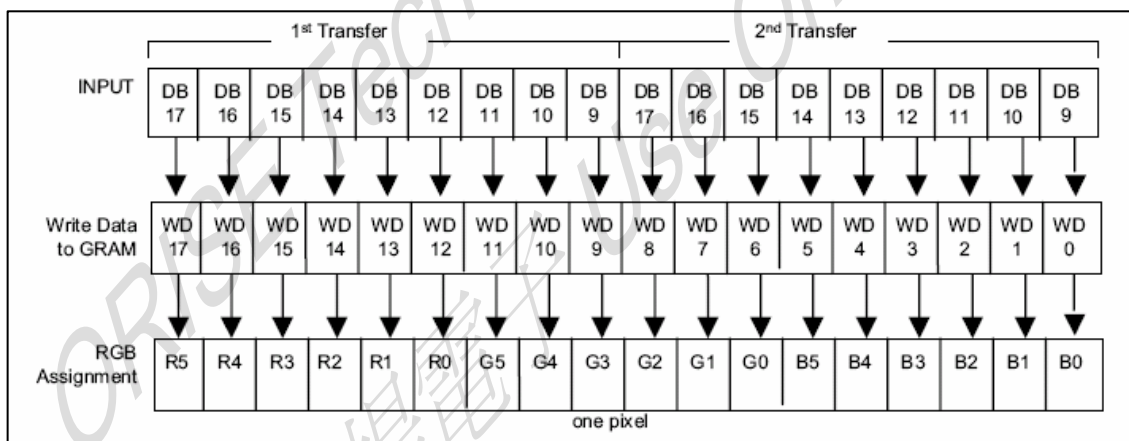 1st Transfer 2nd Transfer
INPUT DB 17 DB 16 DB 15 DB 14 DB 13 DB 12 DB 11 DB 10 DB 9 DB 17 DB 16 DB 15 DB 14 DB 13 DB 12 DB 11 DB 10 DB 9
Write Data to GRAM WD 17 WD 16 WD 15 WD 14 WD 13 WD 12 WD 11 WD 10 WD 9 WD 8 WD 7 WD 6 WD 5 WD 4 WD 3 WD 2 WD 1 WD 0
RGB Assignment R5 R4 R3 R2 R1 R0 G5 G4 G3 G2 G1 G0 B5 B4 B3 B2 B1 B0
one pixel
ORISE Tech
電子 Use